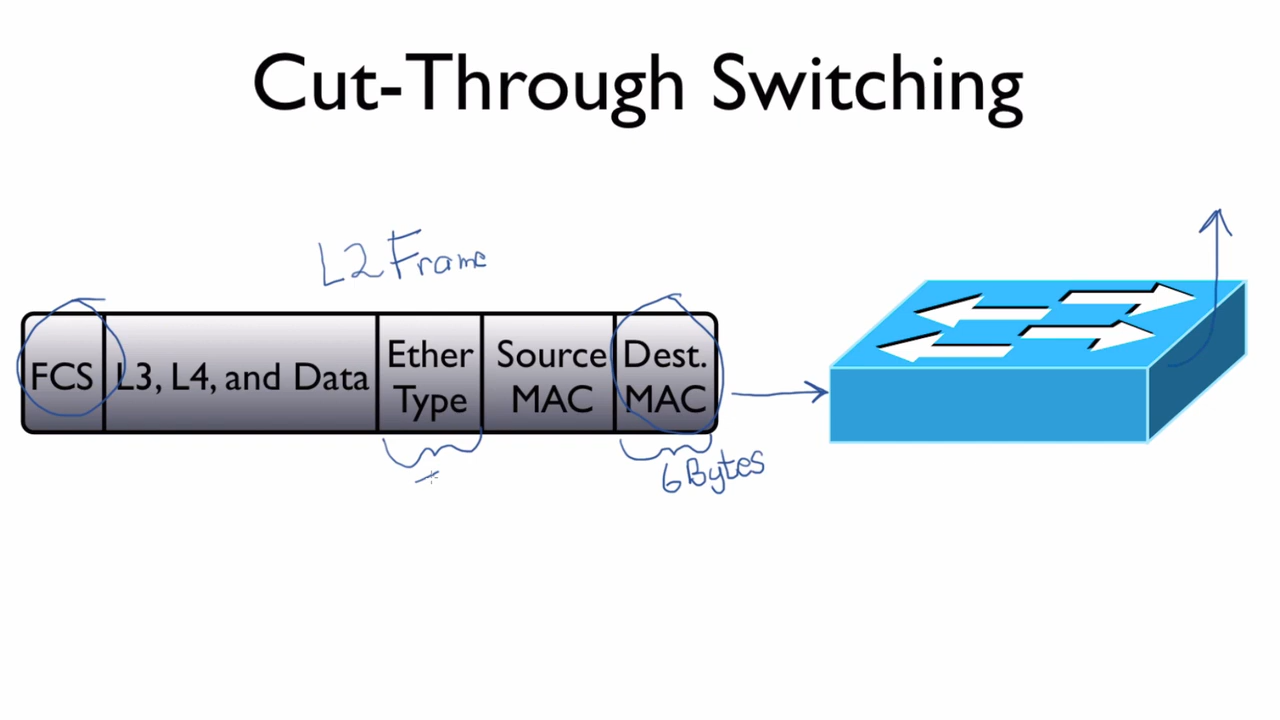 Cut-Through Switching
L2 Frame
FCS
L3, L4, and Data
Ether
Type
Source
MAC
Dest.
MAC
6 Bytes